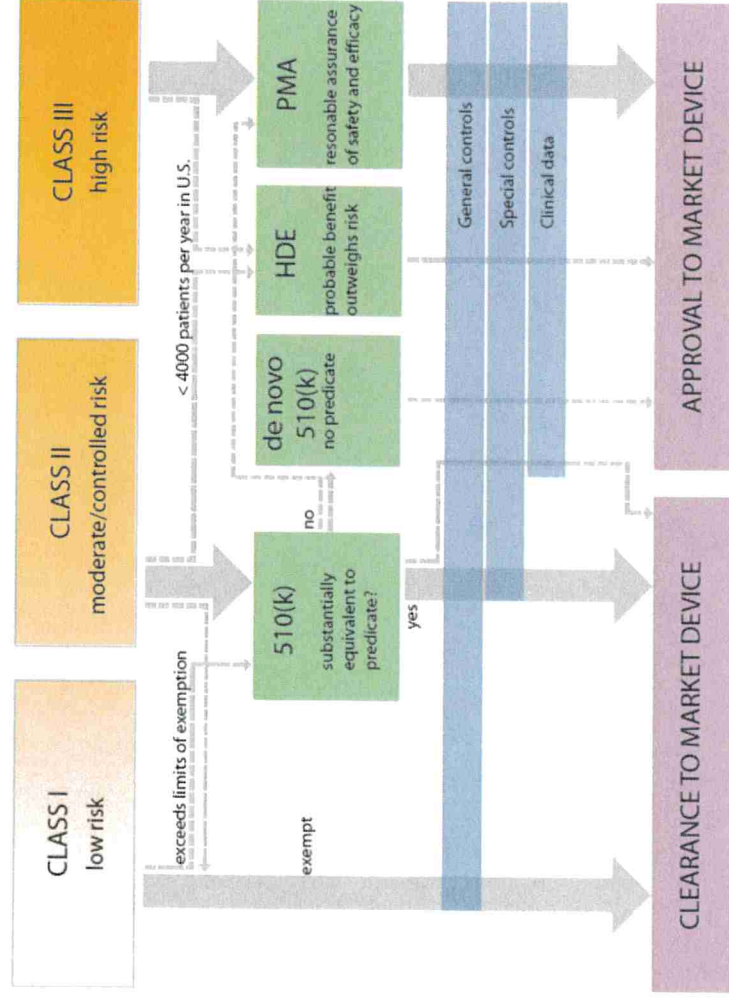 CLASS I
low risk
CLASS II
moderate/controlled risk
CLASS III
high risk
exceeds limits of exemption
< 4000 patients per year in U.S.
exempt
510(k)
substantially
equivalent to
predicate?
no
yes
de novo
510(k)
no predicate
HDE
probable benefit
outweighs risk
PMA
resonable assurance
of safety and efficacy
General controls
Special controls
Clinical data
CLEARANCE TO MARKET DEVICE
APPROVAL TO MARKET DEVICE